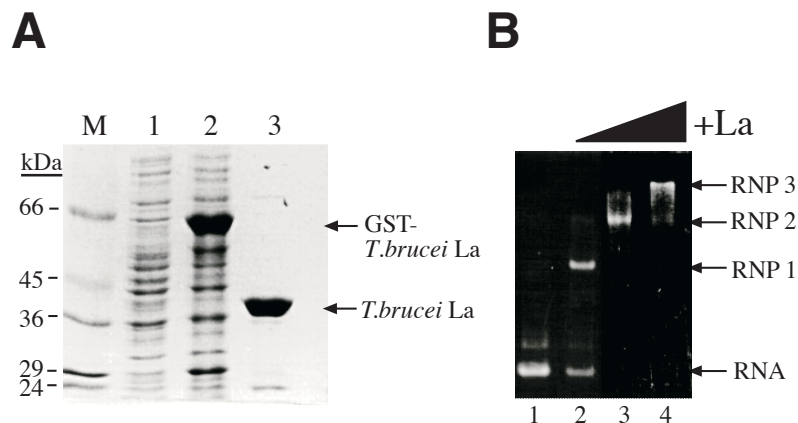 A
M 1 2 3
kDa
66
45
36
29
24
GST-
T.brucei La
T.brucei La
B
+La
RNP 3
RNP 2
RNP 1
RNA
1 2 3 4